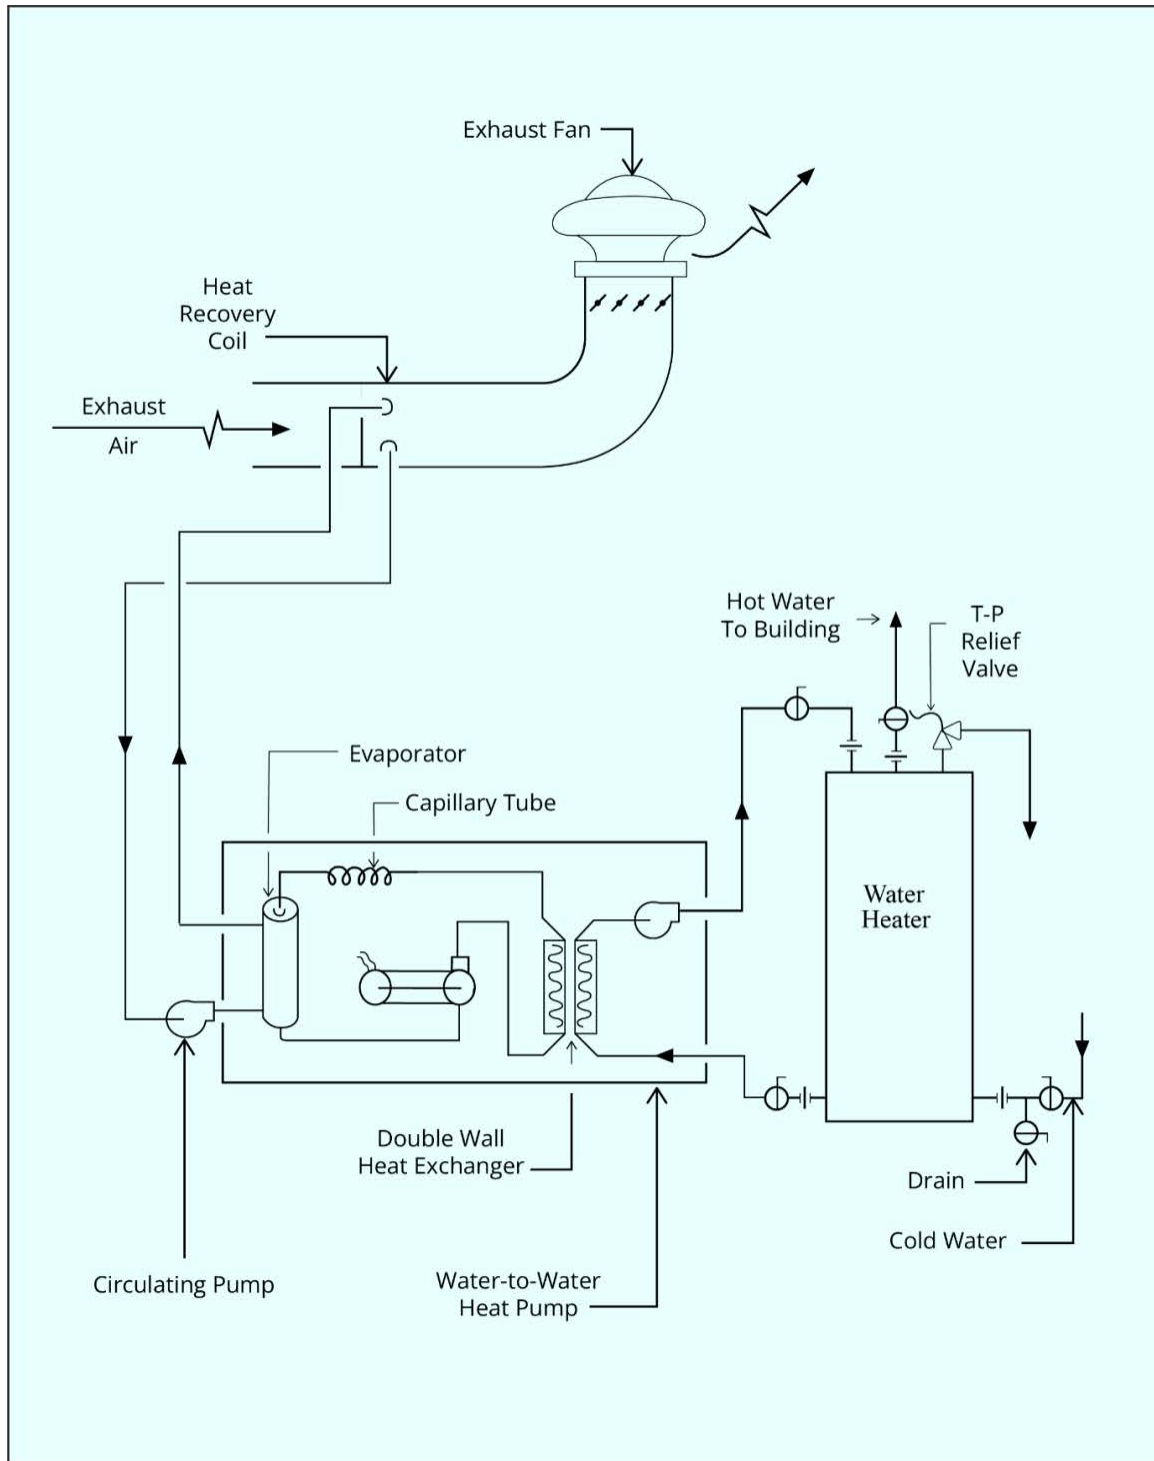 Exhaust Fan
Heat
Recovery
Coil
Exhaust
Air
Hot Water
To Building
T-P
Relief
Valve
Evaporator
Capillary Tube
Water
Heater
Double Wall
Heat Exchanger
Drain
Cold Water
Circulating Pump
Water-to-Water
Heat Pump